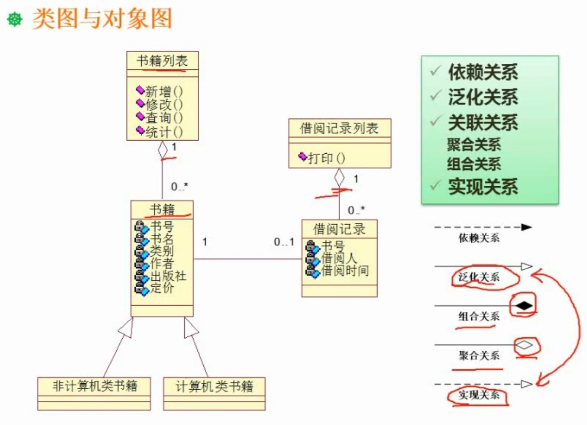 类图与对象图
书籍列表
新增()
修改()
查询()
统计()
1
0..*
书籍
书号
书名
类别
作者
出版社
定价
1
0..1
借阅记录列表
打印()
1
0..*
借阅记录
书号
借阅人
借阅时间
非计算机类书籍
计算机类书籍
依赖关系
泛化关系
关联关系
聚合关系
组合关系
实现关系
依赖关系
泛化关系
组合关系
聚合关系
实现关系